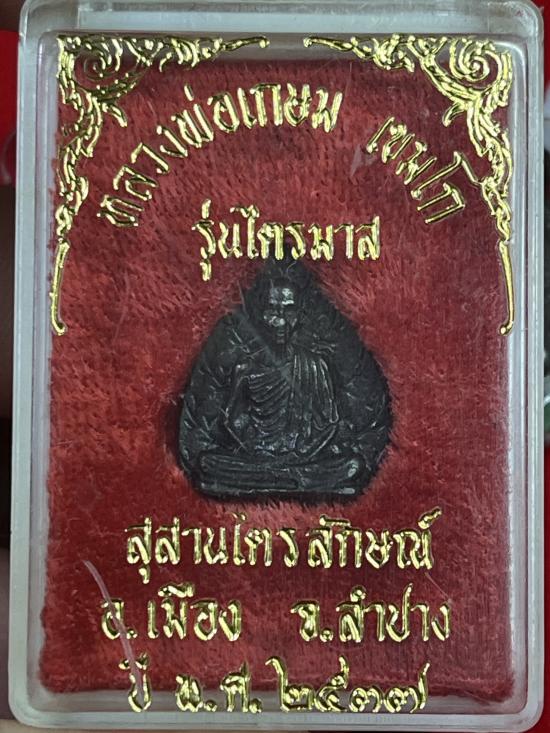 หลวงพ่อเกษม เขมโก
รุ่นไตรมาส
สุสานไตรลักษณ์
อ.เมือง จ.ลำปาง
ปี พ.ศ.๒๕๓๗